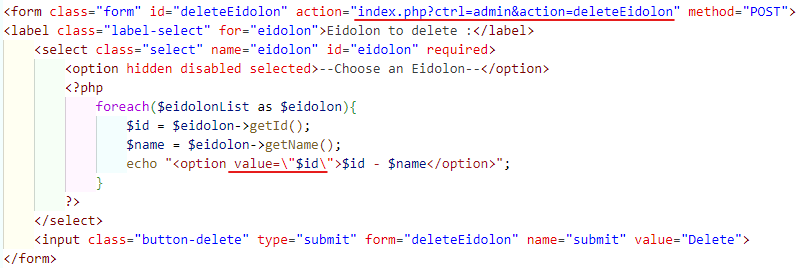 <form class="form" id="deleteEidolon" action="index.php?ctrl=admin&action=deleteEidolon" method="POST">
<label class="label-select" for="eidolon">Eidolon to delete :</label>
    <select class="select" name="eidolon" id="eidolon" required>
        <option hidden disabled selected>--Choose an Eidolon--</option>
        <?php
            foreach($eidolonList as $eidolon){
                $id = $eidolon->getId();
                $name = $eidolon->getName();
                echo "<option value=\"$id\">$id - $name</option>";
            }
        ?>
    </select>
    <input class="button-delete" type="submit" form="deleteEidolon" name="submit" value="Delete">
</form>